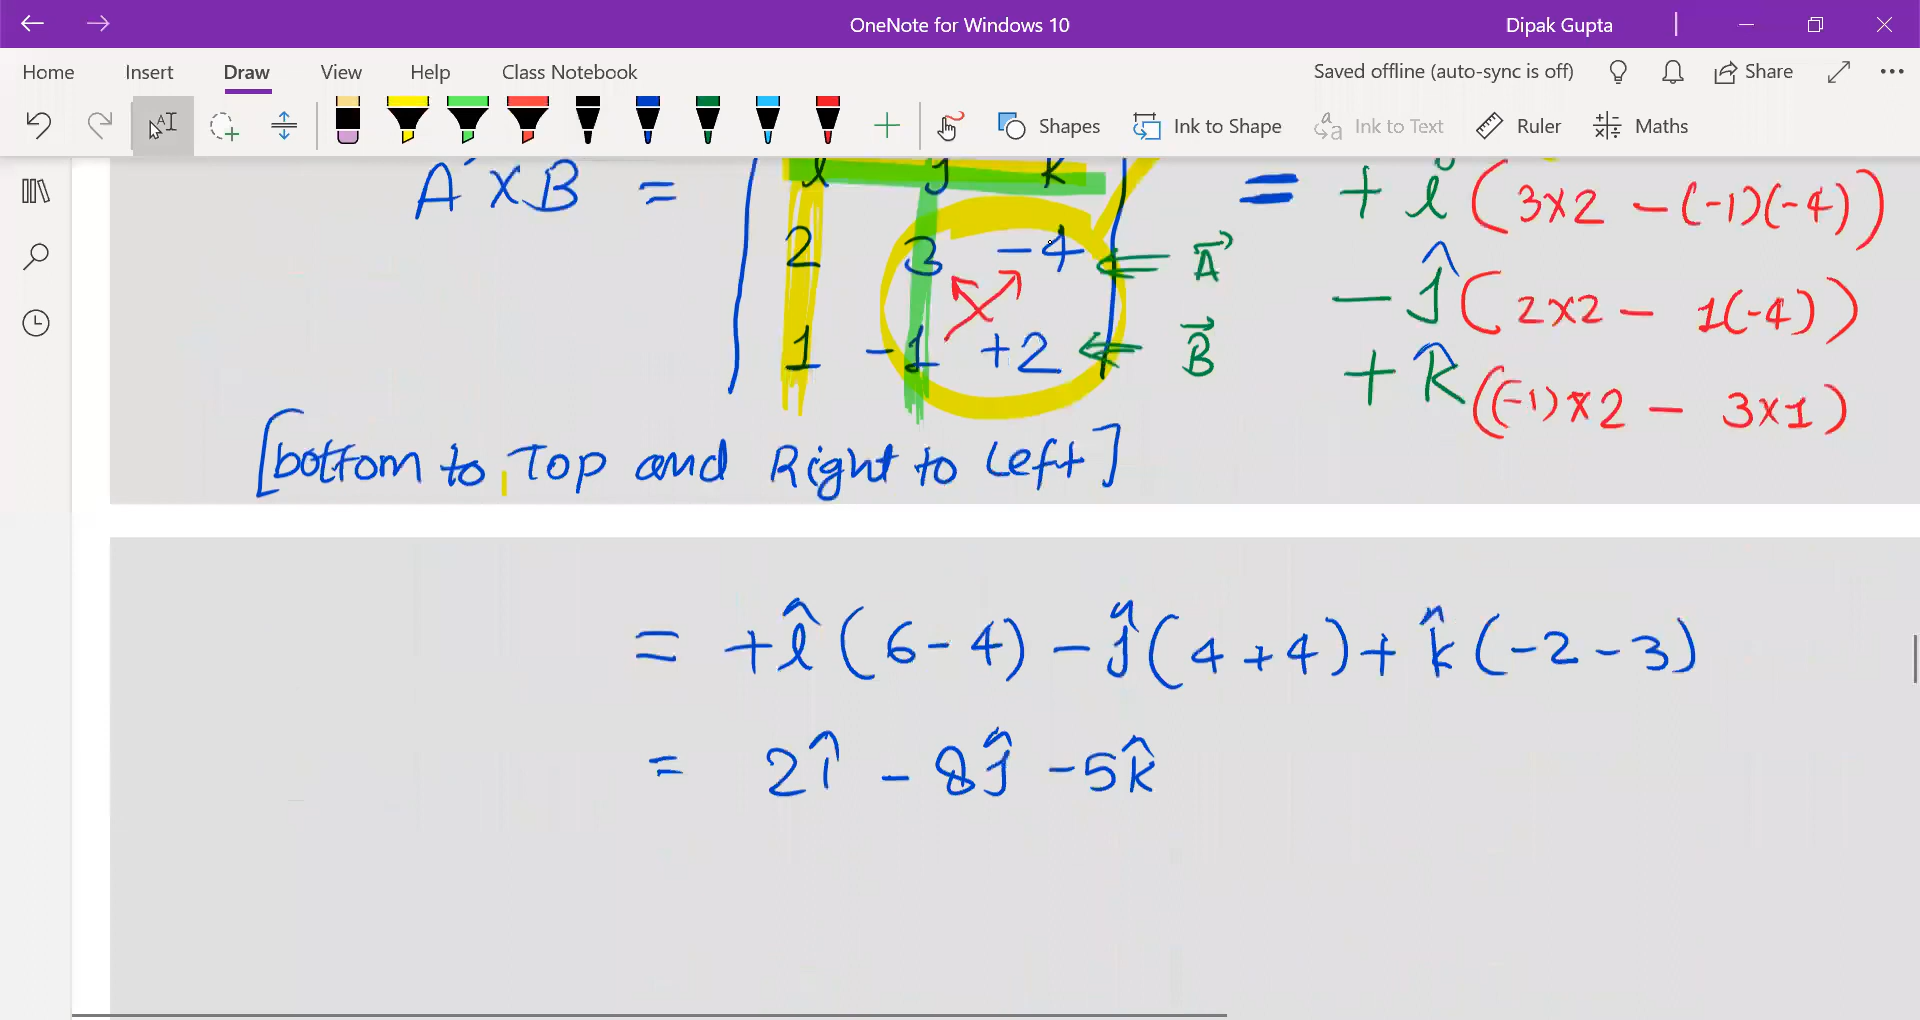 OneNote for Windows 10
Dipak Gupta
Home Insert Draw View Help Class Notebook
Saved offline (auto-sync is off) Share
Shapes Ink to Shape Ink to Text Ruler Maths
A⃗ × B = | î ĵ k̂ | = + î (3×2 – (-1)(-4))
2 3 -4 ⇐ A⃗
- ĵ (2×2 – 1(-4))
1 -1 +2 ⇐ B⃗
+ k̂ ((-1)×2 – 3×1)
[bottom to Top and Right to Left]
= +î (6-4) - ĵ (4+4) + k̂ (-2-3)
= 2î - 8ĵ - 5k̂